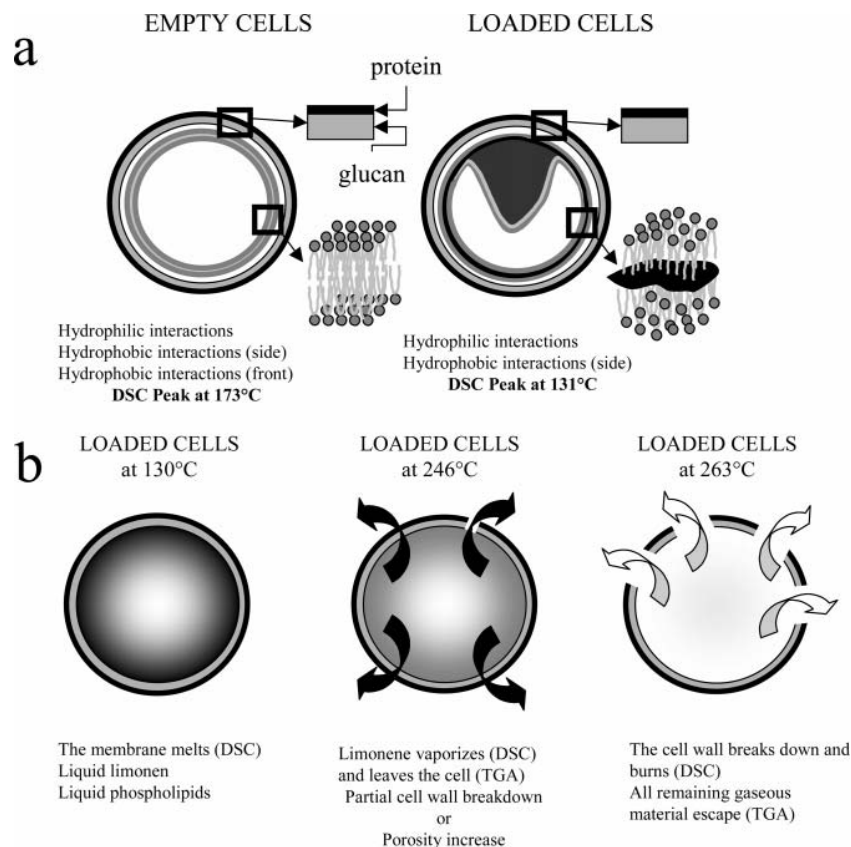 EMPTY CELLS
LOADED CELLS
a
protein
glucan
Hydrophilic interactions
Hydrophobic interactions (side)
Hydrophobic interactions (front)
DSC Peak at 173°C
Hydrophilic interactions
Hydrophobic interactions (side)
DSC Peak at 131°C
b
LOADED CELLS
at 130°C
LOADED CELLS
at 246°C
LOADED CELLS
at 263°C
The membrane melts (DSC)
Liquid limonen
Liquid phospholipids
Limonene vaporizes (DSC)
and leaves the cell (TGA)
Partial cell wall breakdown
or
Porosity increase
The cell wall breaks down and
burns (DSC)
All remaining gaseous
material escape (TGA)